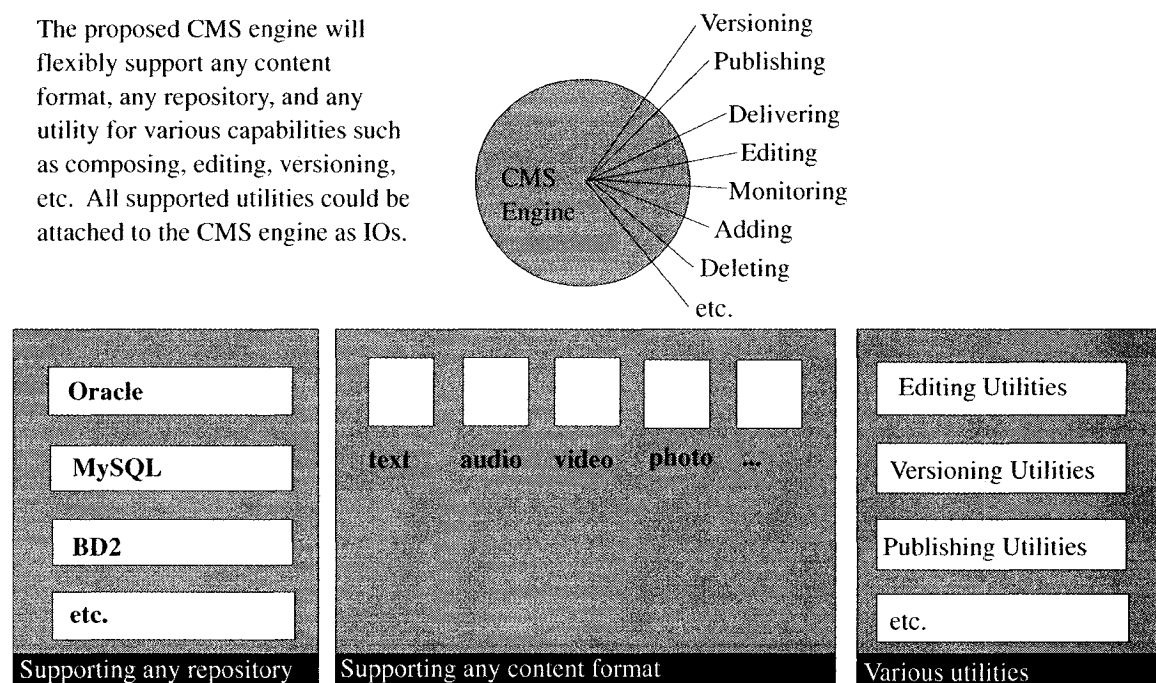 The proposed CMS engine will
flexibly support any content
format, any repository, and any
utility for various capabilities such
as composing, editing, versioning,
etc. All supported utilities could be
attached to the CMS engine as IOs.
CMS
Engine
Versioning
Publishing
Delivering
Editing
Monitoring
Adding
Deleting
etc.
Oracle
MySQL
BD2
etc.
Supporting any repository
text audio video photo ...
Supporting any content format
Editing Utilities
Versioning Utilities
Publishing Utilities
etc.
Various utilities